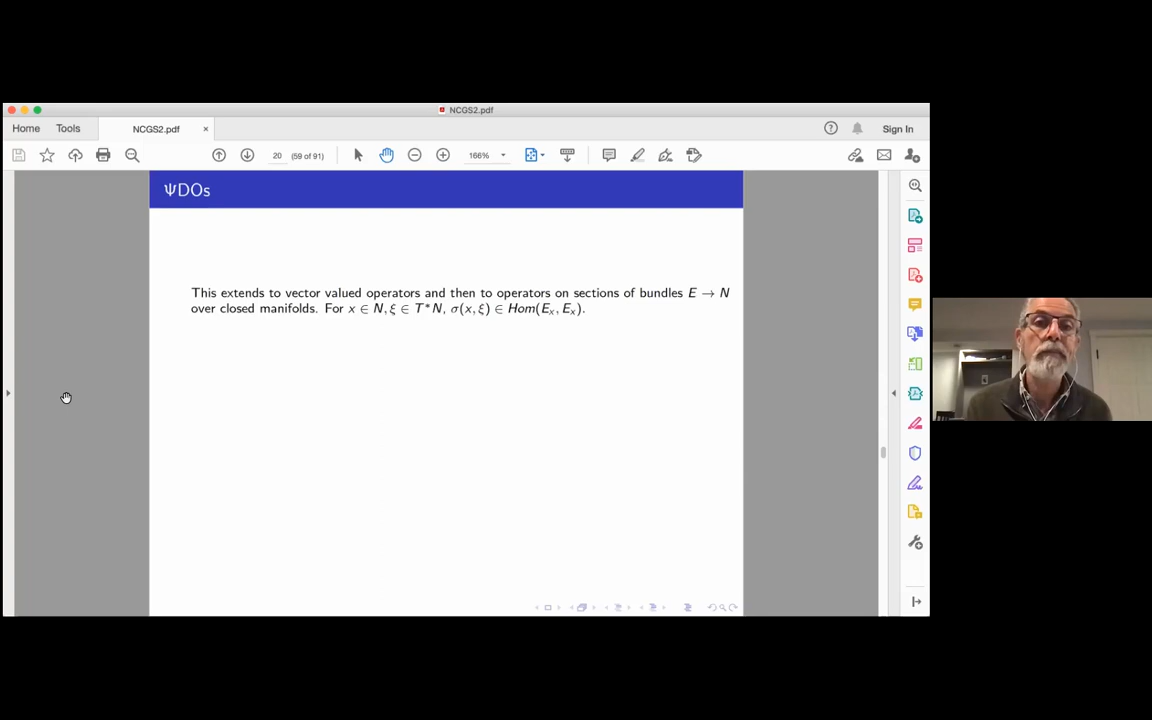 NCGS2.pdf
Home Tools NCGS2.pdf × Sign In
20 (59 of 91) 166%
ΨDOs
This extends to vector valued operators and then to operators on sections of bundles E → N
over closed manifolds. For x ∈ N, ξ ∈ T*N, σ(x, ξ) ∈ Hom(Eₓ, Eₓ).